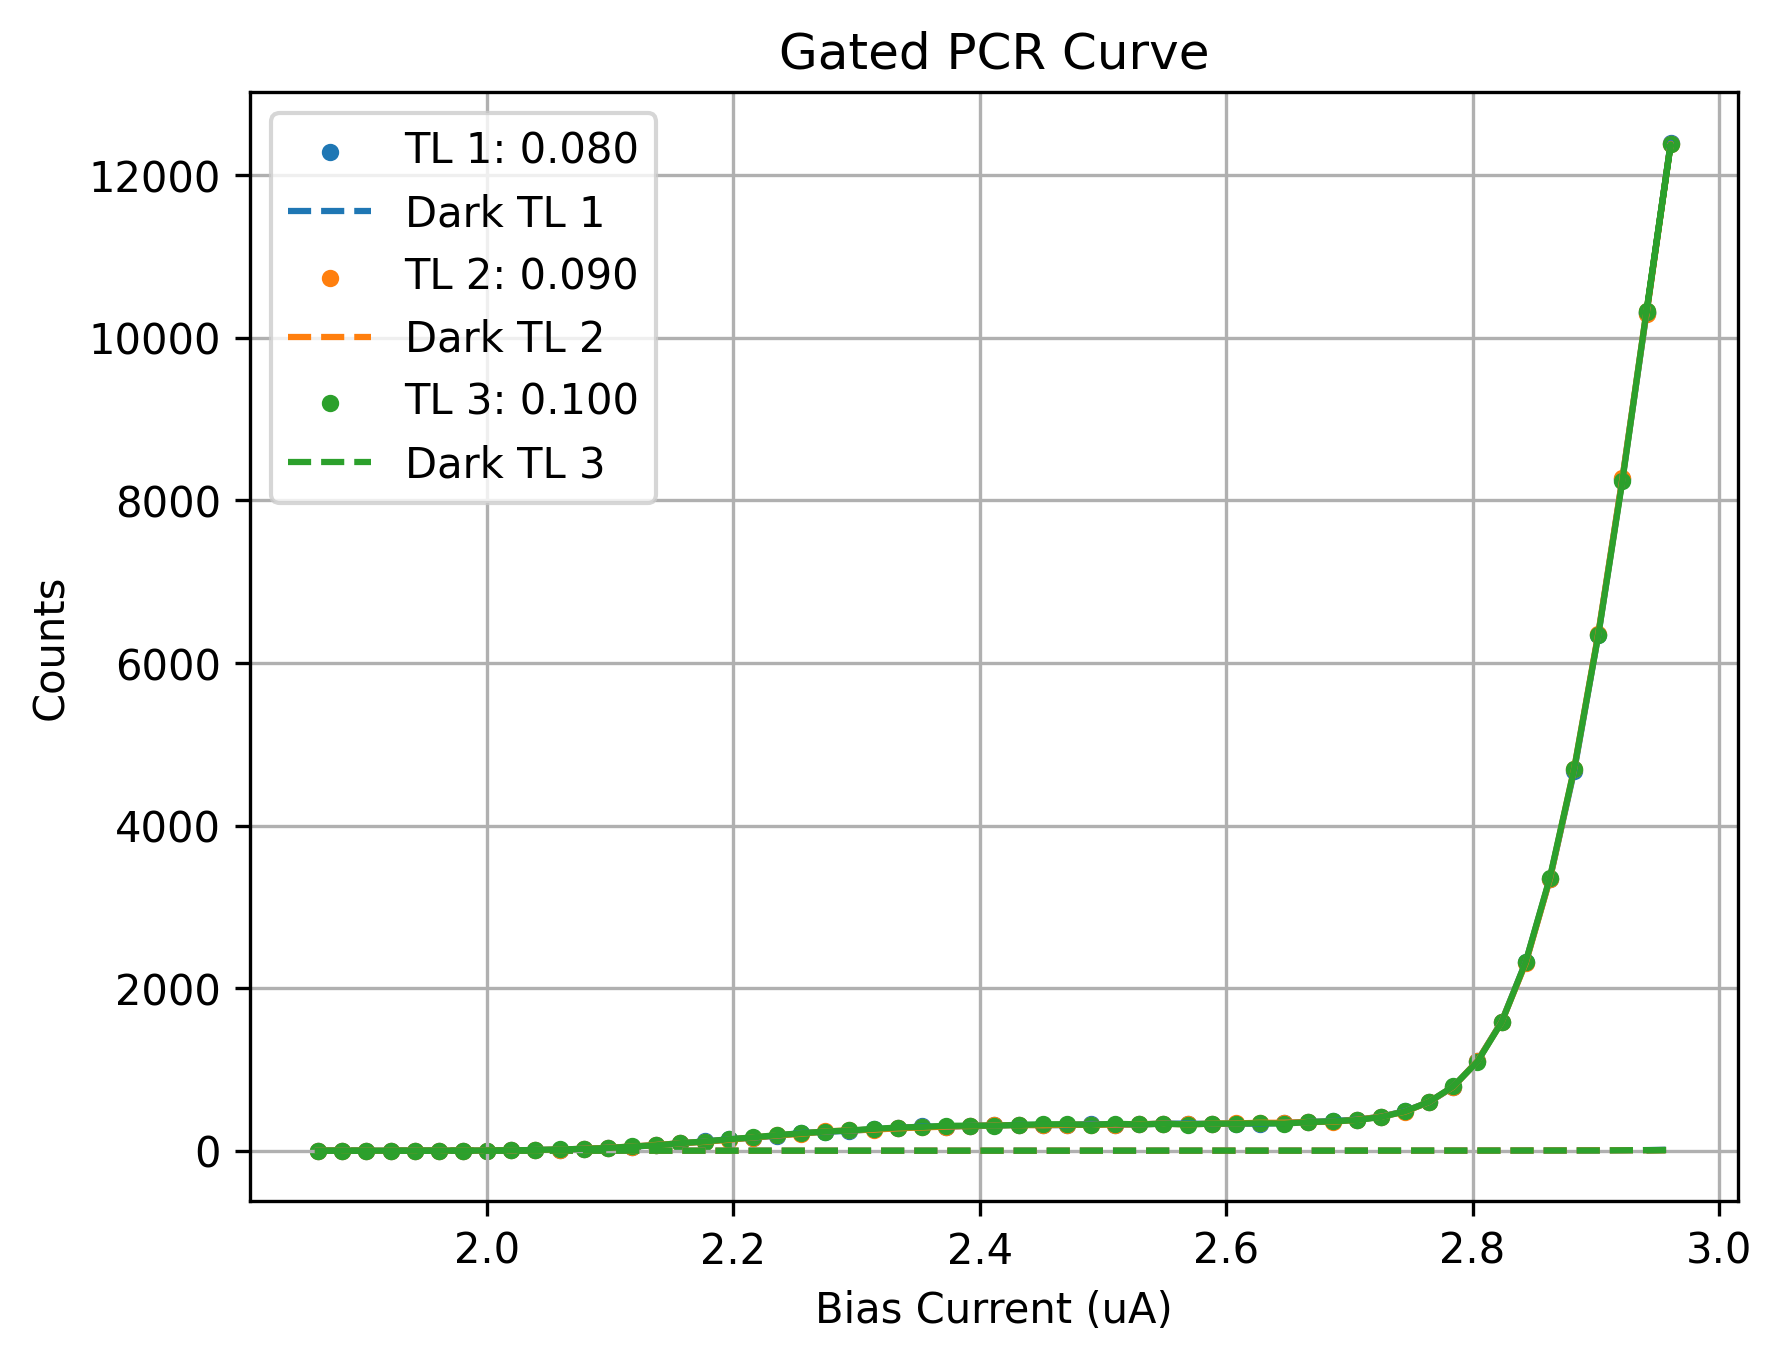 Gated PCR Curve
TL 1: 0.080
Dark TL 1
TL 2: 0.090
Dark TL 2
TL 3: 0.100
Dark TL 3
12000
10000
8000
6000
4000
2000
0
Counts
2.0 2.2 2.4 2.6 2.8 3.0
Bias Current (uA)